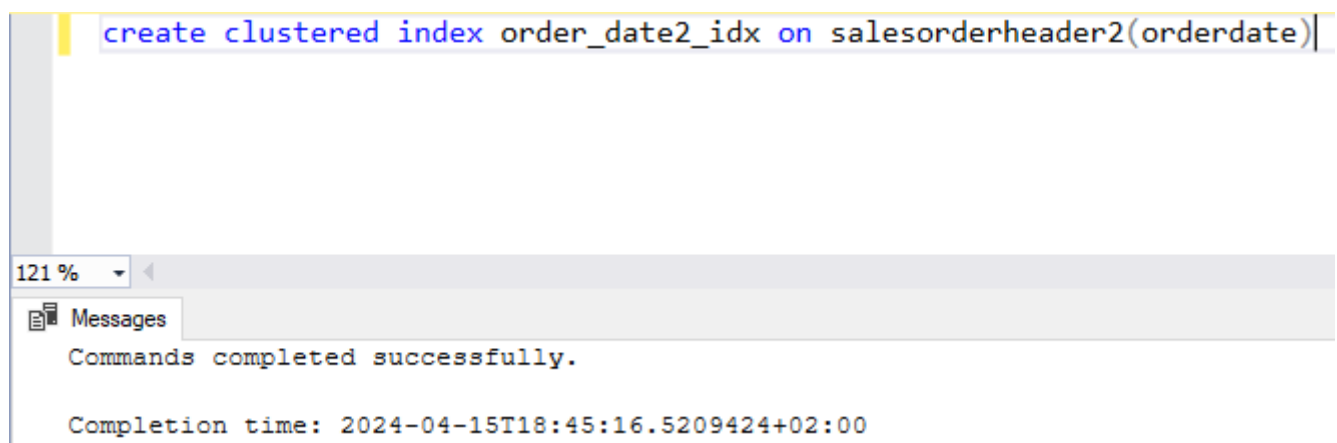 create clustered index order_date2_idx on salesorderheader2(orderdate)
121 %
Messages
Commands completed successfully.
Completion time: 2024-04-15T18:45:16.5209424+02:00